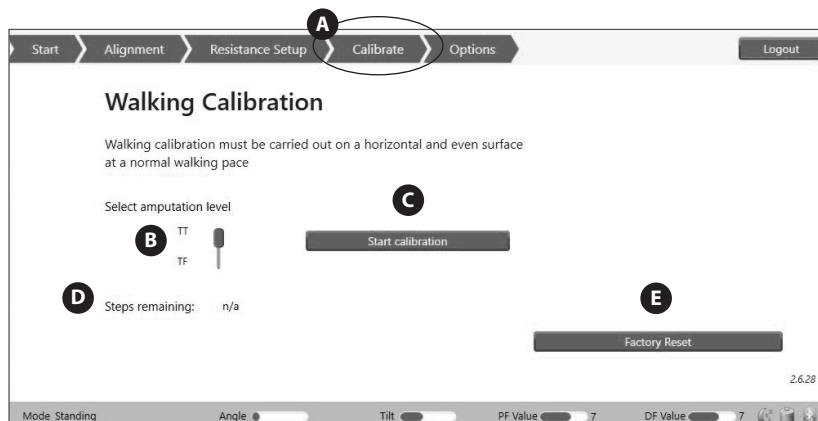 A
Start Alignment Resistance Setup Calibrate Options Logout
Walking Calibration
Walking calibration must be carried out on a horizontal and even surface
at a normal walking pace
Select amputation level
C
B TT
Start calibration
TF
D Steps remaining: n/a
E
Factory Reset
2.6.28
Mode Standing Angle Tilt PF Value 7 DF Value 7